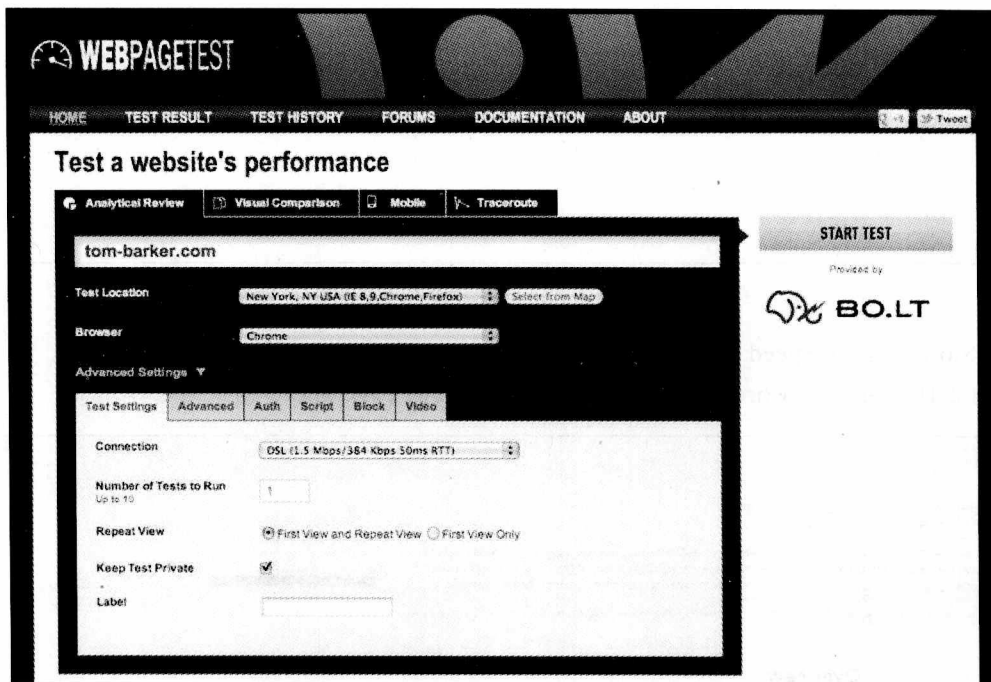 WEBPAGETEST
HOME TEST RESULT TEST HISTORY FORUMS DOCUMENTATION ABOUT Tweet
Test a website's performance
Analytical Review Visual Comparison Mobile Traceroute
tom-barker.com
START TEST
Provided by
BO.LT
Test Location New York, NY USA (IE 8,9,Chrome,Firefox) Select from Map
Browser Chrome
Advanced Settings
Test Settings Advanced Auth Script Block Video
Connection DSL (1.5 Mbps/384 Kbps 50ms RTT)
Number of Tests to Run 1
Up to 10
Repeat View First View and Repeat View First View Only
Keep Test Private
Label